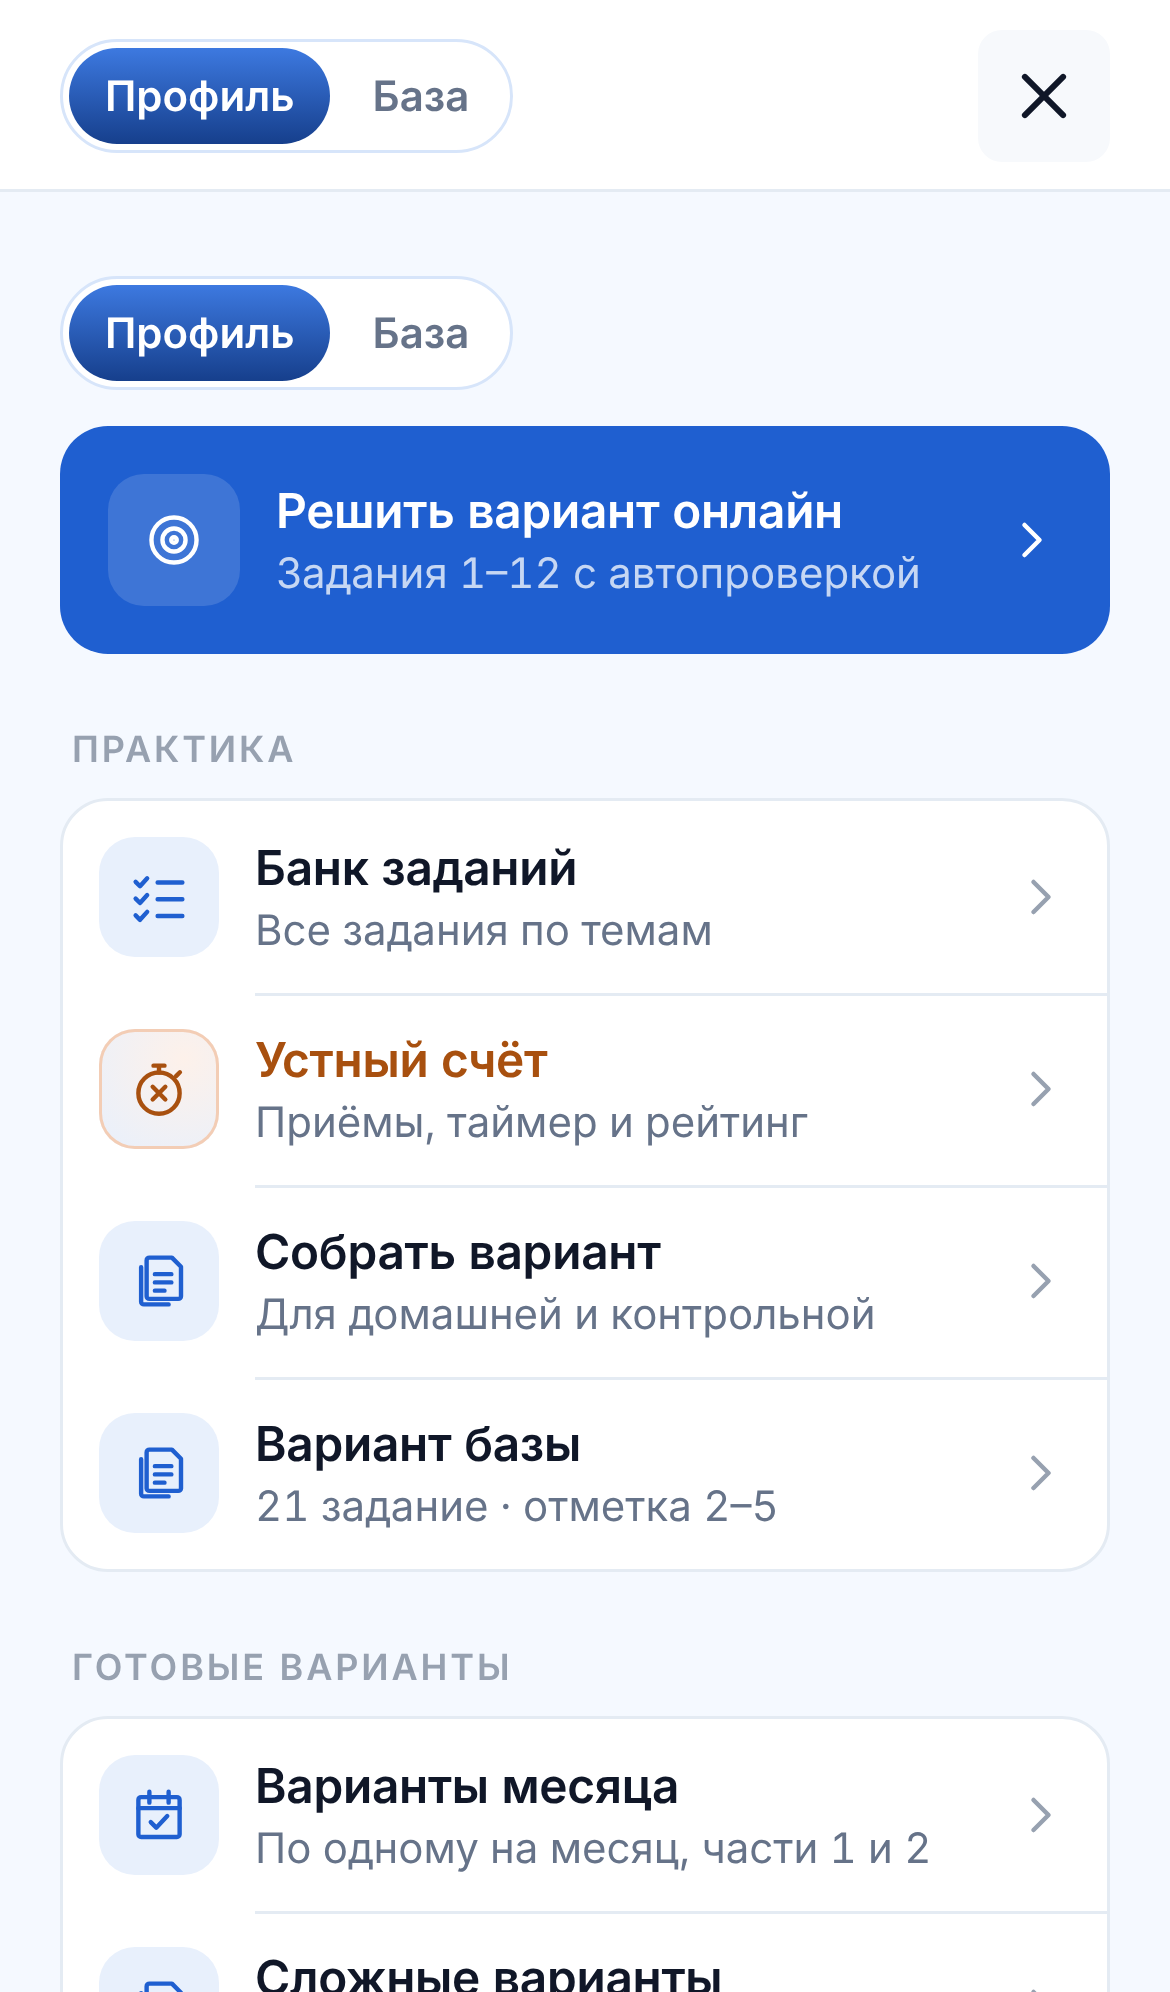 Профиль База
Профиль База
Решить вариант онлайн
Задания 1–12 с автопроверкой
ПРАКТИКА
Банк заданий
Все задания по темам
Устный счёт
Приёмы, таймер и рейтинг
Собрать вариант
Для домашней и контрольной
Вариант базы
21 задание · отметка 2–5
ГОТОВЫЕ ВАРИАНТЫ
Варианты месяца
По одному на месяц, части 1 и 2
Сложные варианты